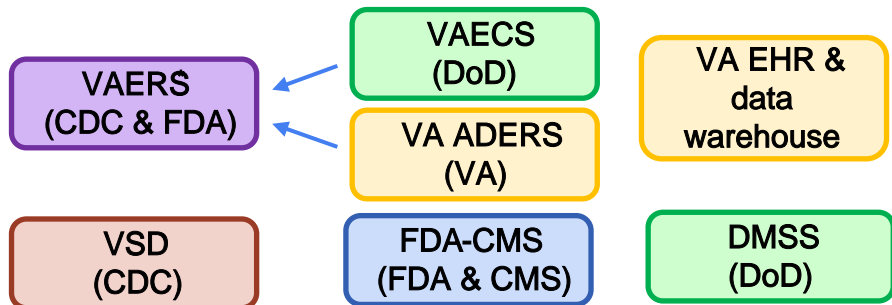 VAERS
(CDC & FDA)
VAECS
(DoD)
VA ADERS
(VA)
VA EHR &
data
warehouse
VSD
(CDC)
FDA-CMS
(FDA & CMS)
DMSS
(DoD)